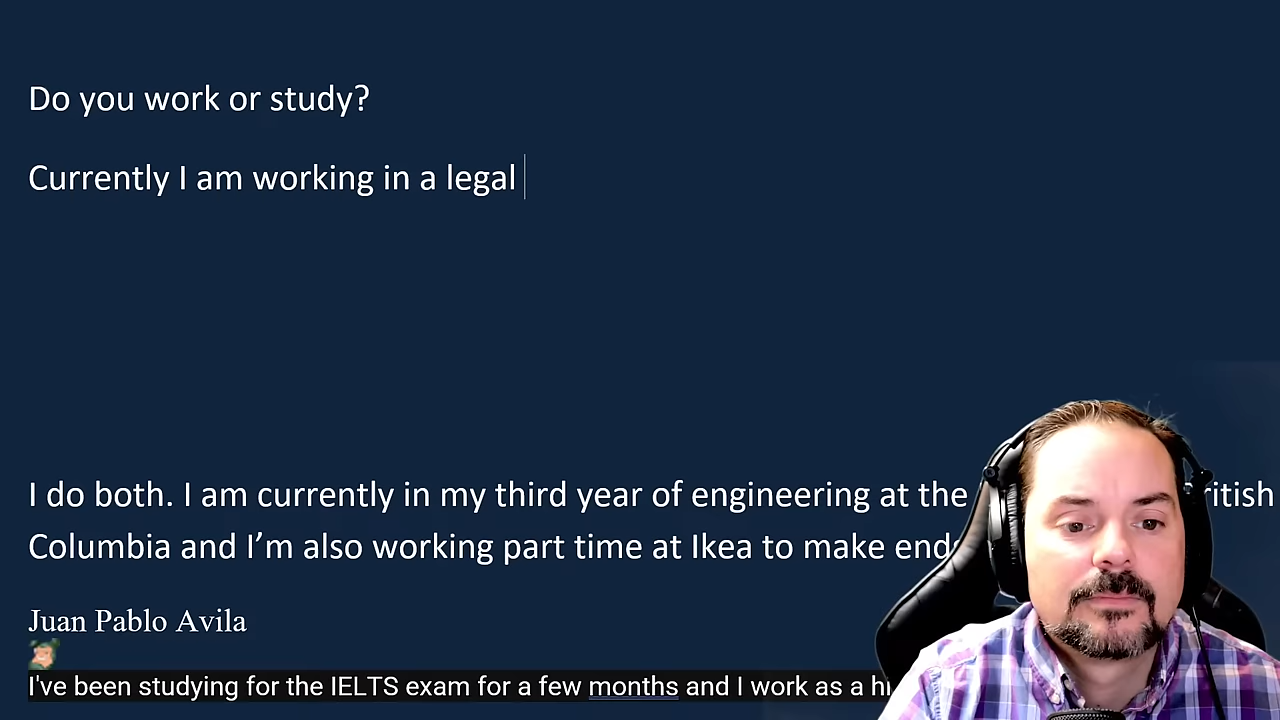 Do you work or study?
Currently I am working in a legal
I do both. I am currently in my third year of engineering at the
Columbia and I’m also working part time at Ikea to make
Juan Pablo Avila
I've been studying for the IELTS exam for a few months and I work as a